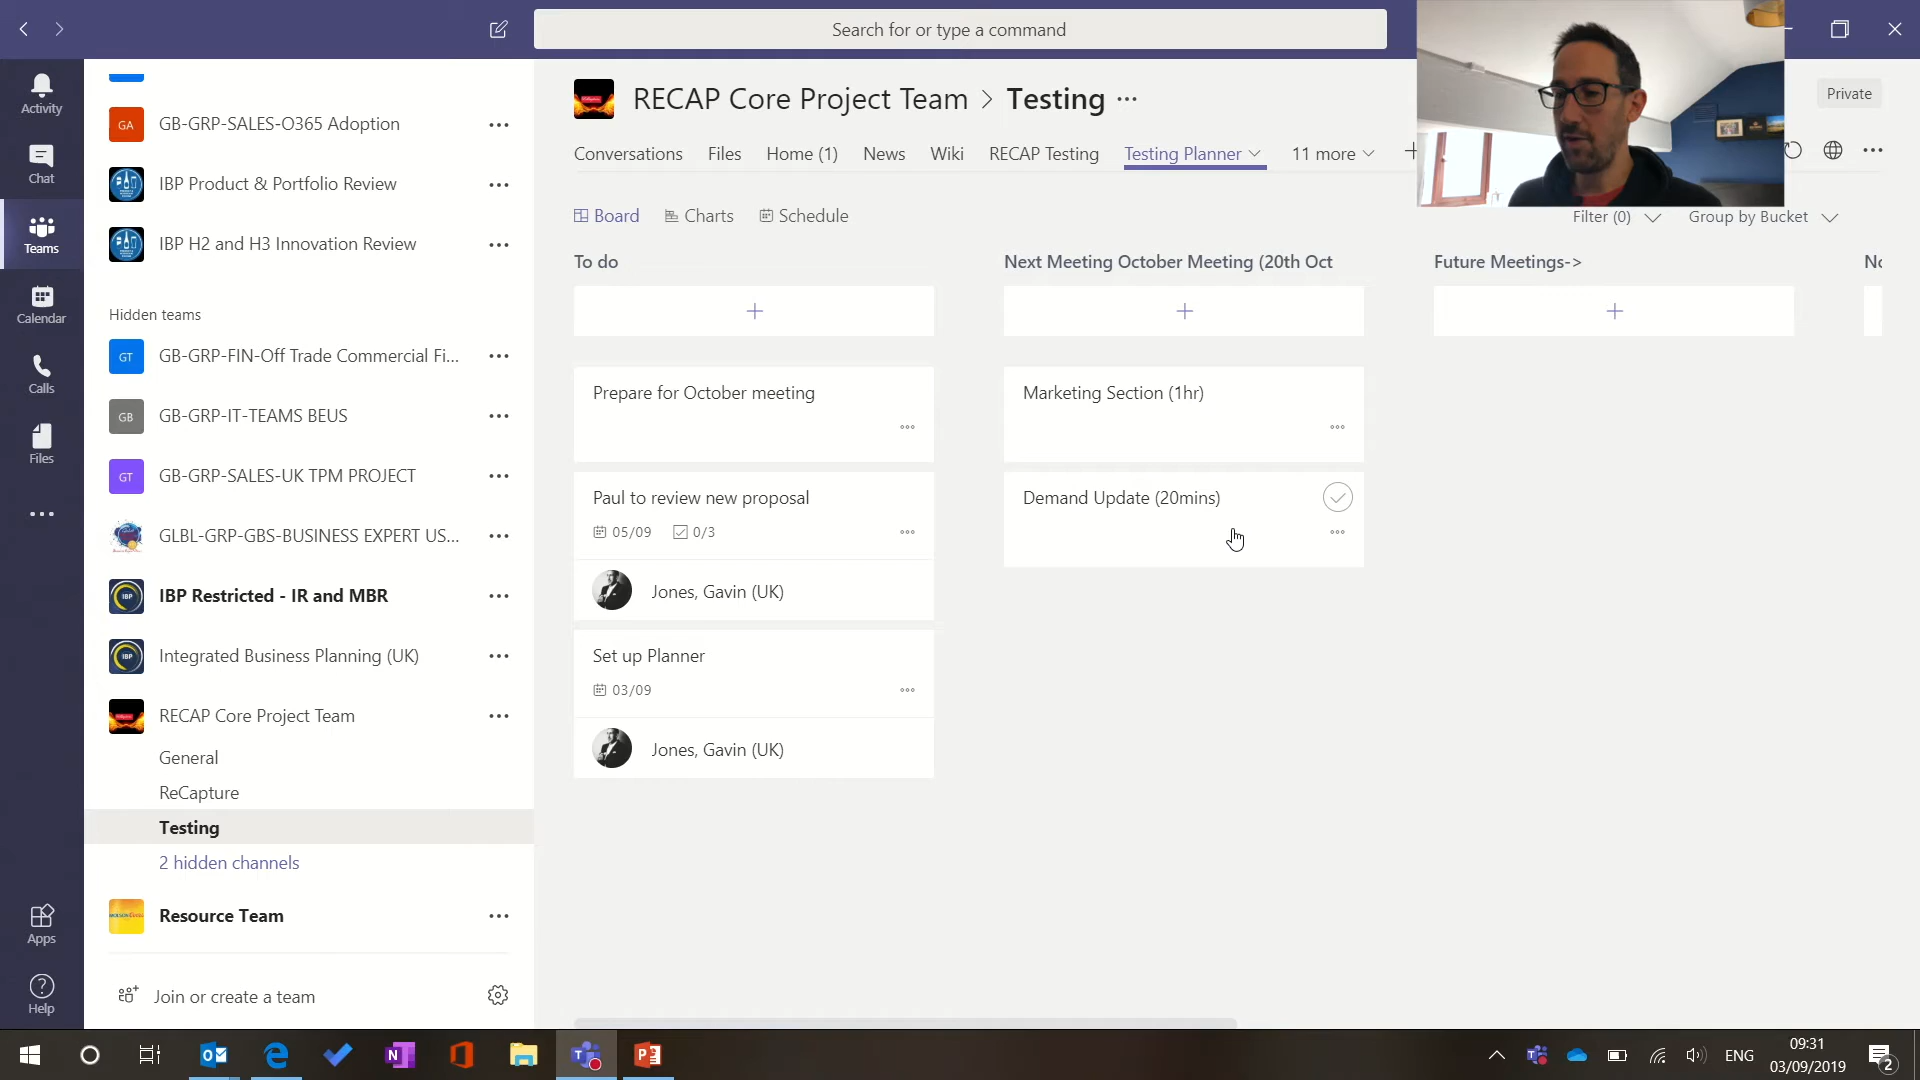 Search for or type a command
Activity
Chat
Teams
Calendar
Calls
Files
Apps
Help
GA
GB-GRP-SALES-O365 Adoption
IBP Product & Portfolio Review
IBP H2 and H3 Innovation Review
Hidden teams
GT
GB-GRP-FIN-Off Trade Commercial Fi...
GB
GB-GRP-IT-TEAMS BEUS
GT
GB-GRP-SALES-UK TPM PROJECT
GLBL-GRP-GBS-BUSINESS EXPERT US...
IBP
IBP Restricted - IR and MBR
IBP
Integrated Business Planning (UK)
RECAP Core Project Team
General
ReCapture
Testing
2 hidden channels
Resource Team
Join or create a team
RECAP Core Project Team > Testing
Private
Conversations Files Home (1) News Wiki RECAP Testing Testing Planner 11 more
Board Charts Schedule
Filter (0) Group by Bucket
To do
Prepare for October meeting
Paul to review new proposal
05/09 0/3
Jones, Gavin (UK)
Set up Planner
03/09
Jones, Gavin (UK)
Next Meeting October Meeting (20th Oct
Marketing Section (1hr)
Demand Update (20mins)
Future Meetings->
ENG
09:31
03/09/2019
2